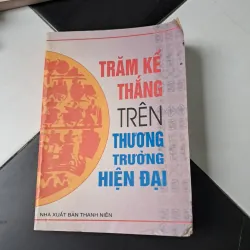 TRĂM KẾ
THẮNG
TRÊN
THƯƠNG
TRƯỜNG
HIỆN ĐẠI
NHÀ XUẤT BẢN THANH NIÊN